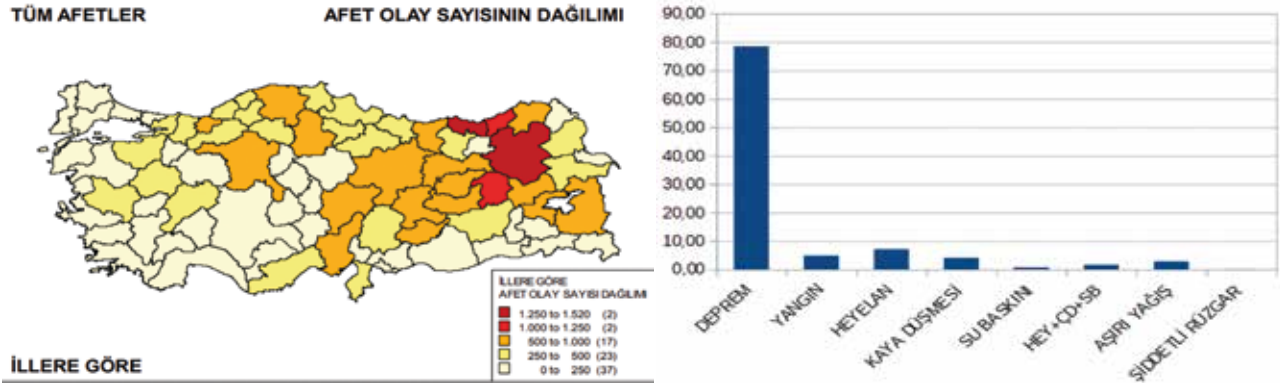 TÜM AFETLER
AFET OLAY SAYISININ DAĞILIMI
İLLERE GÖRE
AFET OLAY SAYISI DAĞILIMI
1.250 to 1.520 (2)
1.000 to 1.250 (2)
500 to 1.000 (17)
250 to 500 (23)
0 to 250 (37)
İLLERE GÖRE
90,00
80,00
70,00
60,00
50,00
40,00
30,00
20,00
10,00
0,00
DEPREM
YANGIN
HEYELAN
KAYA DÜŞMESİ
SU BASKINI
HEY+ÇD+SB
AŞIRI YAĞIŞ
ŞİDDETLİ RÜZGAR